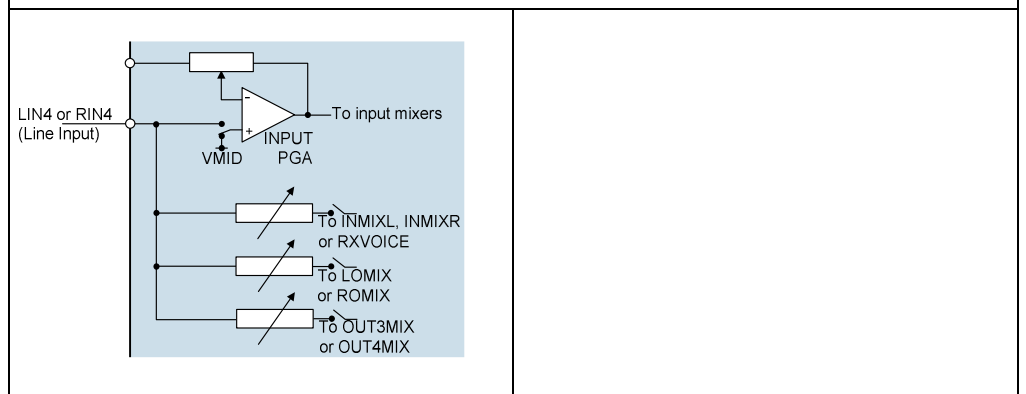 LIN4 or RIN4
(Line Input)
-
+
To input mixers
INPUT
PGA
VMID
To INMIXL, INMIXR
or RXVOICE
To LOMIX
or ROMIX
To OUT3MIX
or OUT4MIX